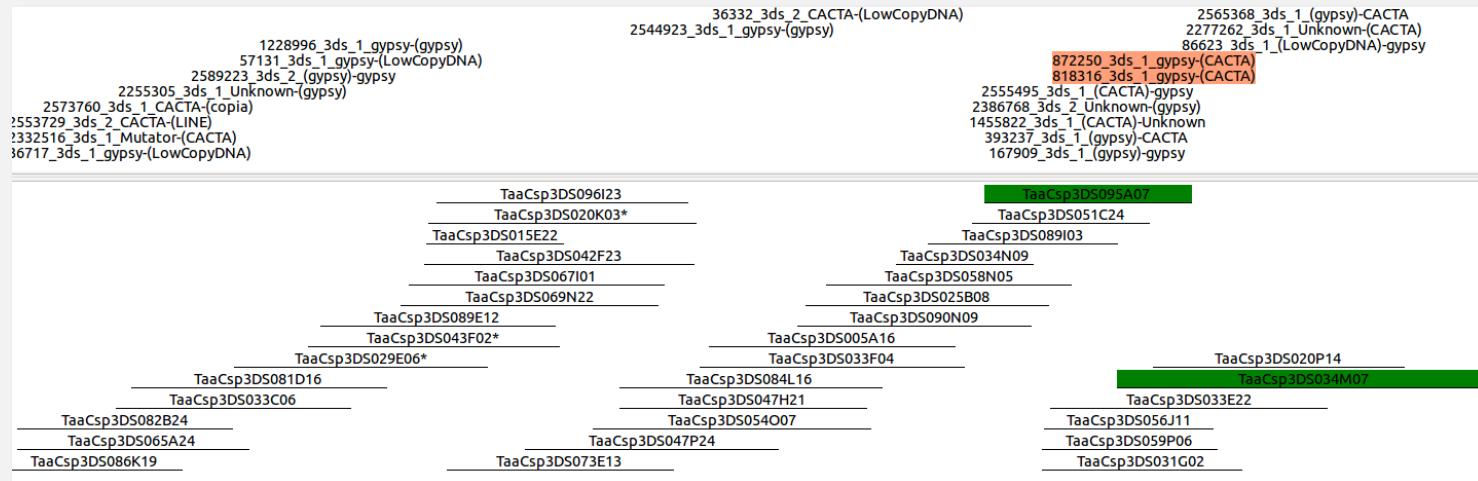 36332_3ds_2_CACTA-(LowCopyDNA) 2565368_3ds_1_(gypsy)-CACTA
2544923_3ds_1_gypsy-(gypsy) 2277262_3ds_1_Unknown-(CACTA)
1228996_3ds_1_gypsy-(gypsy) 86623_3ds_1_(LowCopyDNA)-gypsy
57131_3ds_1_gypsy-(LowCopyDNA) 872250_3ds_1_gypsy-(CACTA)
2589223_3ds_2_(gypsy)-gypsy 818316_3ds_1_gypsy-(CACTA)
2255305_3ds_1_Unknown-(gypsy) 2555495_3ds_1_(CACTA)-gypsy
2573760_3ds_1_CACTA-(copia) 2386768_3ds_2_Unknown-(gypsy)
2553729_3ds_2_CACTA-(LINE) 1455822_3ds_1_(CACTA)-Unknown
2332516_3ds_1_Mutator-(CACTA) 393237_3ds_1_(gypsy)-CACTA
36717_3ds_1_gypsy-(LowCopyDNA) 167909_3ds_1_(gypsy)-gypsy
TaaCsp3DS096I23 TaaCsp3DS095A07
TaaCsp3DS020K03* TaaCsp3DS051C24
TaaCsp3DS015E22 TaaCsp3DS089I03
TaaCsp3DS042F23 TaaCsp3DS034N09
TaaCsp3DS067I01 TaaCsp3DS058N05
TaaCsp3DS069N22 TaaCsp3DS025B08
TaaCsp3DS089E12 TaaCsp3DS090N09
TaaCsp3DS043F02* TaaCsp3DS005A16
TaaCsp3DS029E06* TaaCsp3DS033F04 TaaCsp3DS020P14
TaaCsp3DS081D16 TaaCsp3DS084L16 TaaCsp3DS034M07
TaaCsp3DS033C06 TaaCsp3DS047H21 TaaCsp3DS033E22
TaaCsp3DS082B24 TaaCsp3DS054O07 TaaCsp3DS056J11
TaaCsp3DS065A24 TaaCsp3DS047P24 TaaCsp3DS059P06
TaaCsp3DS086K19 TaaCsp3DS073E13 TaaCsp3DS031G02